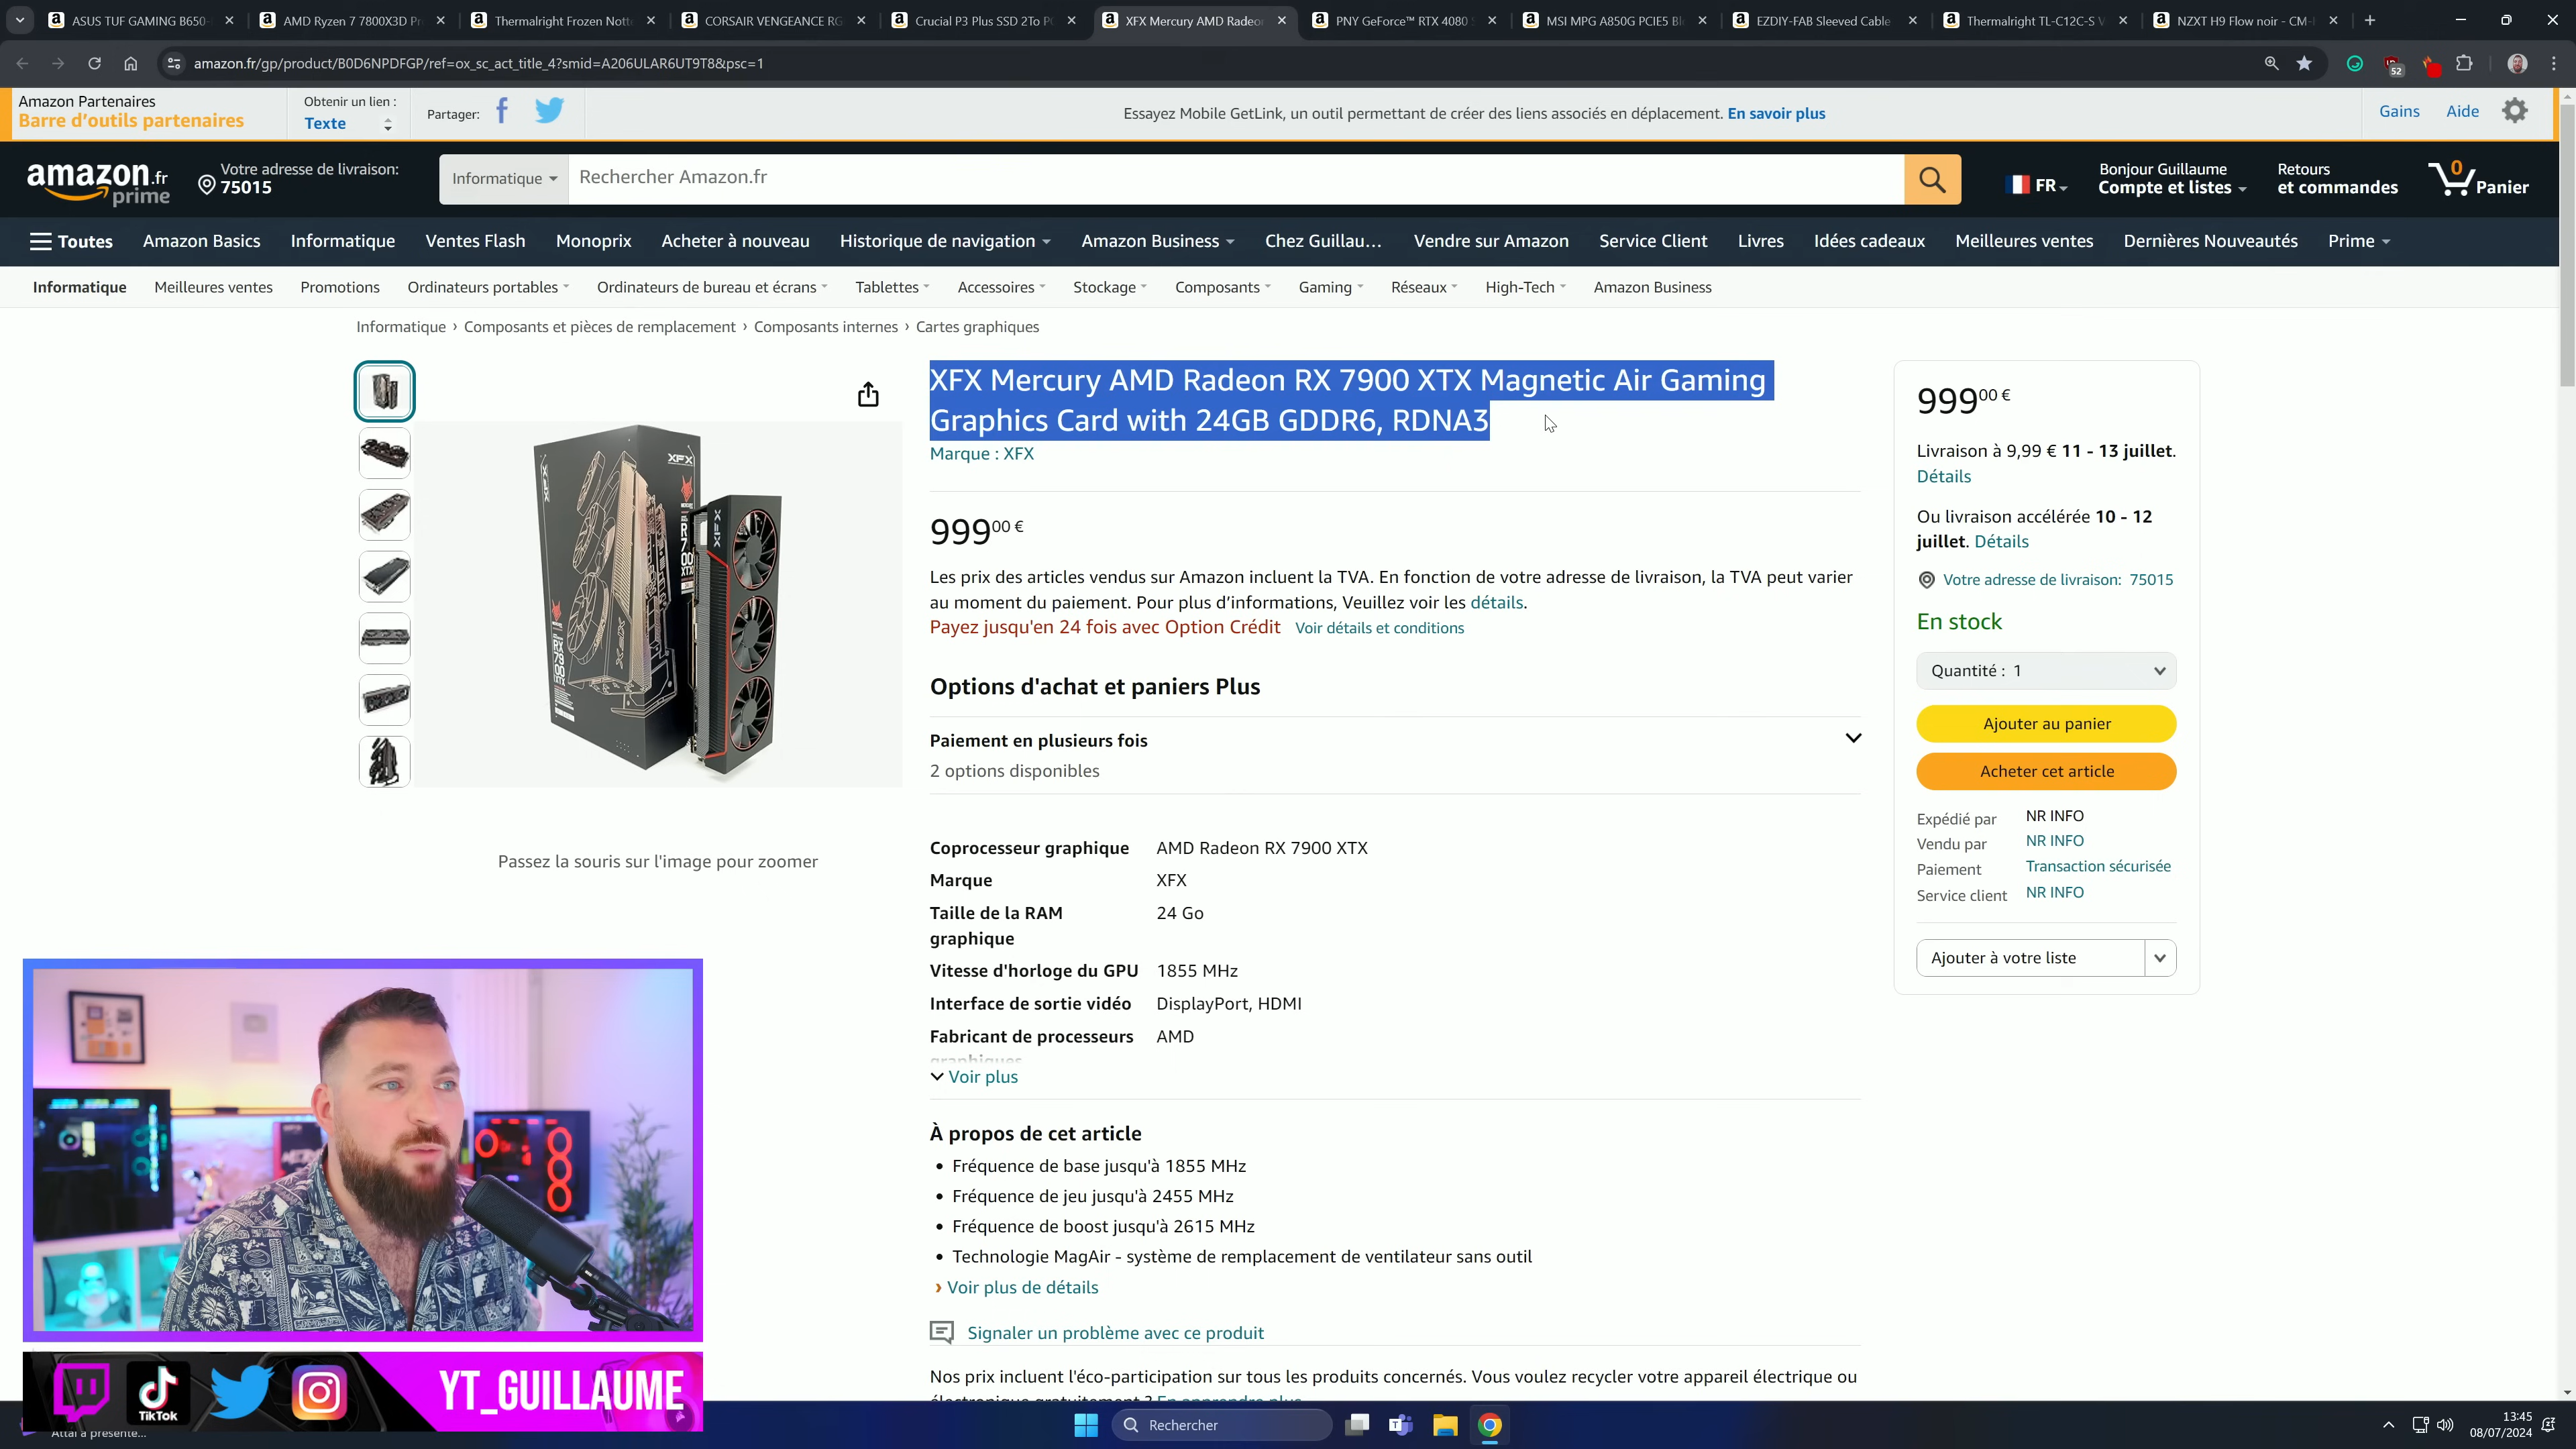 ASUS TUF GAMING B650-
AMD Ryzen 7 7800X3D Pr
Thermalright Frozen Nott
CORSAIR VENGEANCE RG
Crucial P3 Plus SSD 2To P
XFX Mercury AMD Radeo
PNY GeForce™ RTX 4080
MSI MPG A850G PCIE5 Bl
EZDIY-FAB Sleeved Cable
Thermalright TL-C12C-S V
NZXT H9 Flow noir - CM-
amazon.fr/gp/product/B0D6NPDFGP/ref=ox_sc_act_title_4?smid=A206ULAR6UT9T8&psc=1
52
Amazon Partenaires
Barre d’outils partenaires
Obtenir un lien :
Texte
Partager:
Essayez Mobile GetLink, un outil permettant de créer des liens associés en déplacement. En savoir plus
Gains
Aide
amazon.fr
prime
Votre adresse de livraison:
75015
Informatique
Rechercher Amazon.fr
FR
Bonjour Guillaume
Compte et listes
Retours
et commandes
0
Panier
Toutes
Amazon Basics
Informatique
Ventes Flash
Monoprix
Acheter à nouveau
Historique de navigation
Amazon Business
Chez Guillau…
Vendre sur Amazon
Service Client
Livres
Idées cadeaux
Meilleures ventes
Dernières Nouveautés
Prime
Informatique
Meilleures ventes
Promotions
Ordinateurs portables
Ordinateurs de bureau et écrans
Tablettes
Accessoires
Stockage
Composants
Gaming
Réseaux
High-Tech
Amazon Business
Informatique › Composants et pièces de remplacement › Composants internes › Cartes graphiques
XFX
XFX
XFX
XFX Mercury AMD Radeon RX 7900 XTX Magnetic Air Gaming
Graphics Card with 24GB GDDR6, RDNA3
Marque : XFX
999 00 €
Les prix des articles vendus sur Amazon incluent la TVA. En fonction de votre adresse de livraison, la TVA peut varier
au moment du paiement. Pour plus d’informations, Veuillez voir les détails.
Payez jusqu'en 24 fois avec Option Crédit Voir détails et conditions
Options d'achat et paniers Plus
Paiement en plusieurs fois
2 options disponibles
Passez la souris sur l'image pour zoomer
Coprocesseur graphique AMD Radeon RX 7900 XTX
Marque XFX
Taille de la RAM 24 Go
graphique
Vitesse d'horloge du GPU 1855 MHz
Interface de sortie vidéo DisplayPort, HDMI
Fabricant de processeurs AMD
graphiques
Voir plus
À propos de cet article
• Fréquence de base jusqu'à 1855 MHz
• Fréquence de jeu jusqu'à 2455 MHz
• Fréquence de boost jusqu'à 2615 MHz
• Technologie MagAir - système de remplacement de ventilateur sans outil
› Voir plus de détails
Signaler un problème avec ce produit
Nos prix incluent l'éco-participation sur tous les produits concernés. Vous voulez recycler votre appareil électrique ou
électronique gratuitement ? En apprendre plus
999 00 €
Livraison à 9,99 € 11 - 13 juillet.
Détails
Ou livraison accélérée 10 - 12
juillet. Détails
Votre adresse de livraison: 75015
En stock
Quantité : 1
Ajouter au panier
Acheter cet article
Expédié par NR INFO
Vendu par NR INFO
Paiement Transaction sécurisée
Service client NR INFO
Ajouter à votre liste
TikTok
YT_GUILLAUME
Rechercher
13:45
08/07/2024